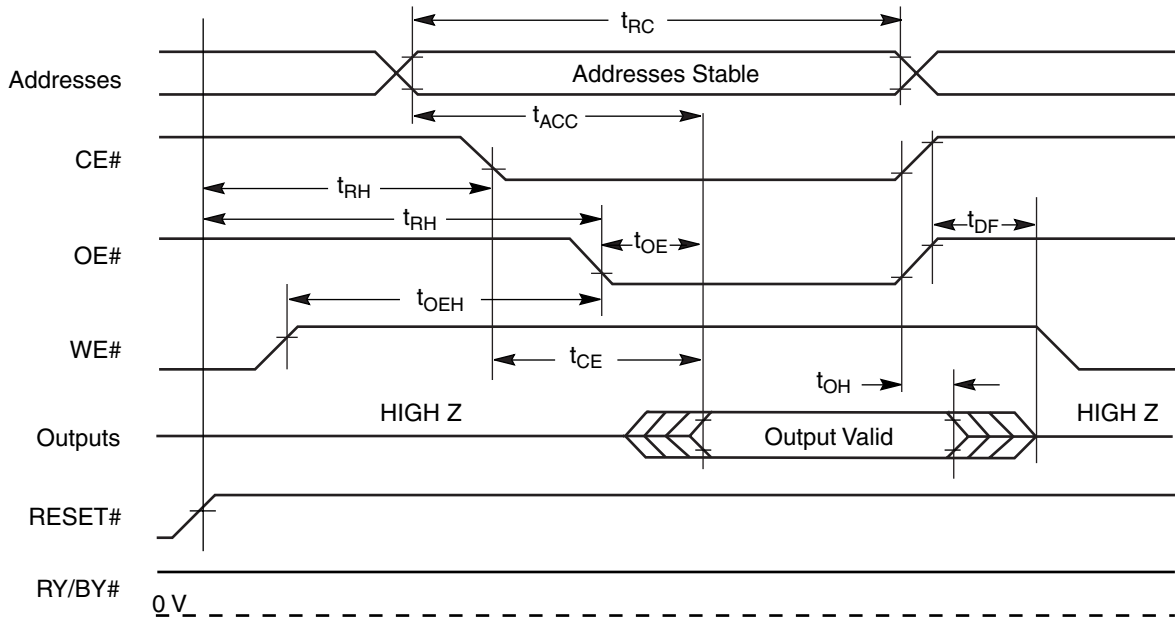 tRC
Addresses
Addresses Stable
tACC
CE#
tRH
tRH
tDF
tOE
OE#
tOEH
WE#
tCE
tOH
HIGH Z
HIGH Z
Outputs
Output Valid
RESET#
RY/BY#
0 V